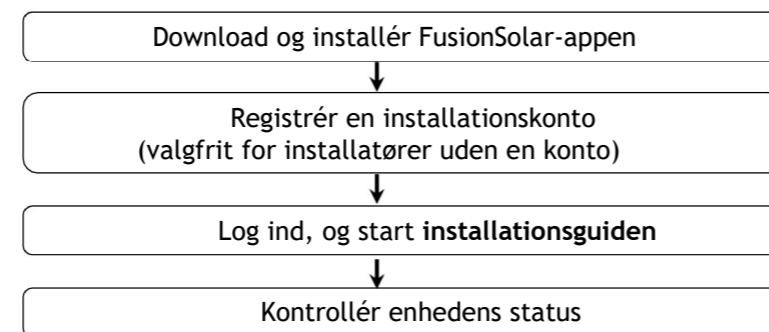 Download og installér FusionSolar-appen
Registrér en installationskonto
(valgfrit for installatører uden en konto)
Log ind, og start installationsguiden
Kontrollér enhedens status